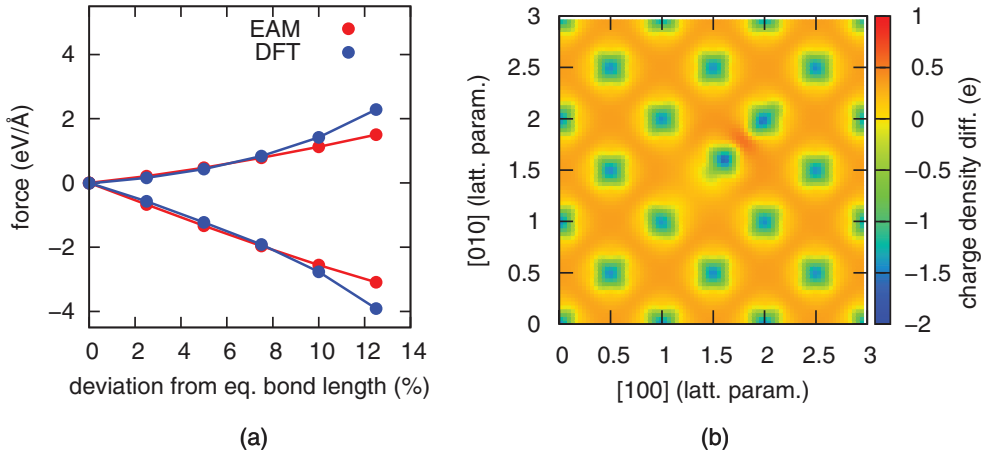 EAM
DFT
4
2
0
−2
−4
force (eV/Å)
0 2 4 6 8 10 12 14
deviation from eq. bond length (%)
(a)
3
2.5
2
1.5
1
0.5
0
[010] (latt. param.)
0 0.5 1 1.5 2 2.5 3
[100] (latt. param.)
1
0.5
0
−0.5
−1
−1.5
−2
charge density diff. (e)
(b)